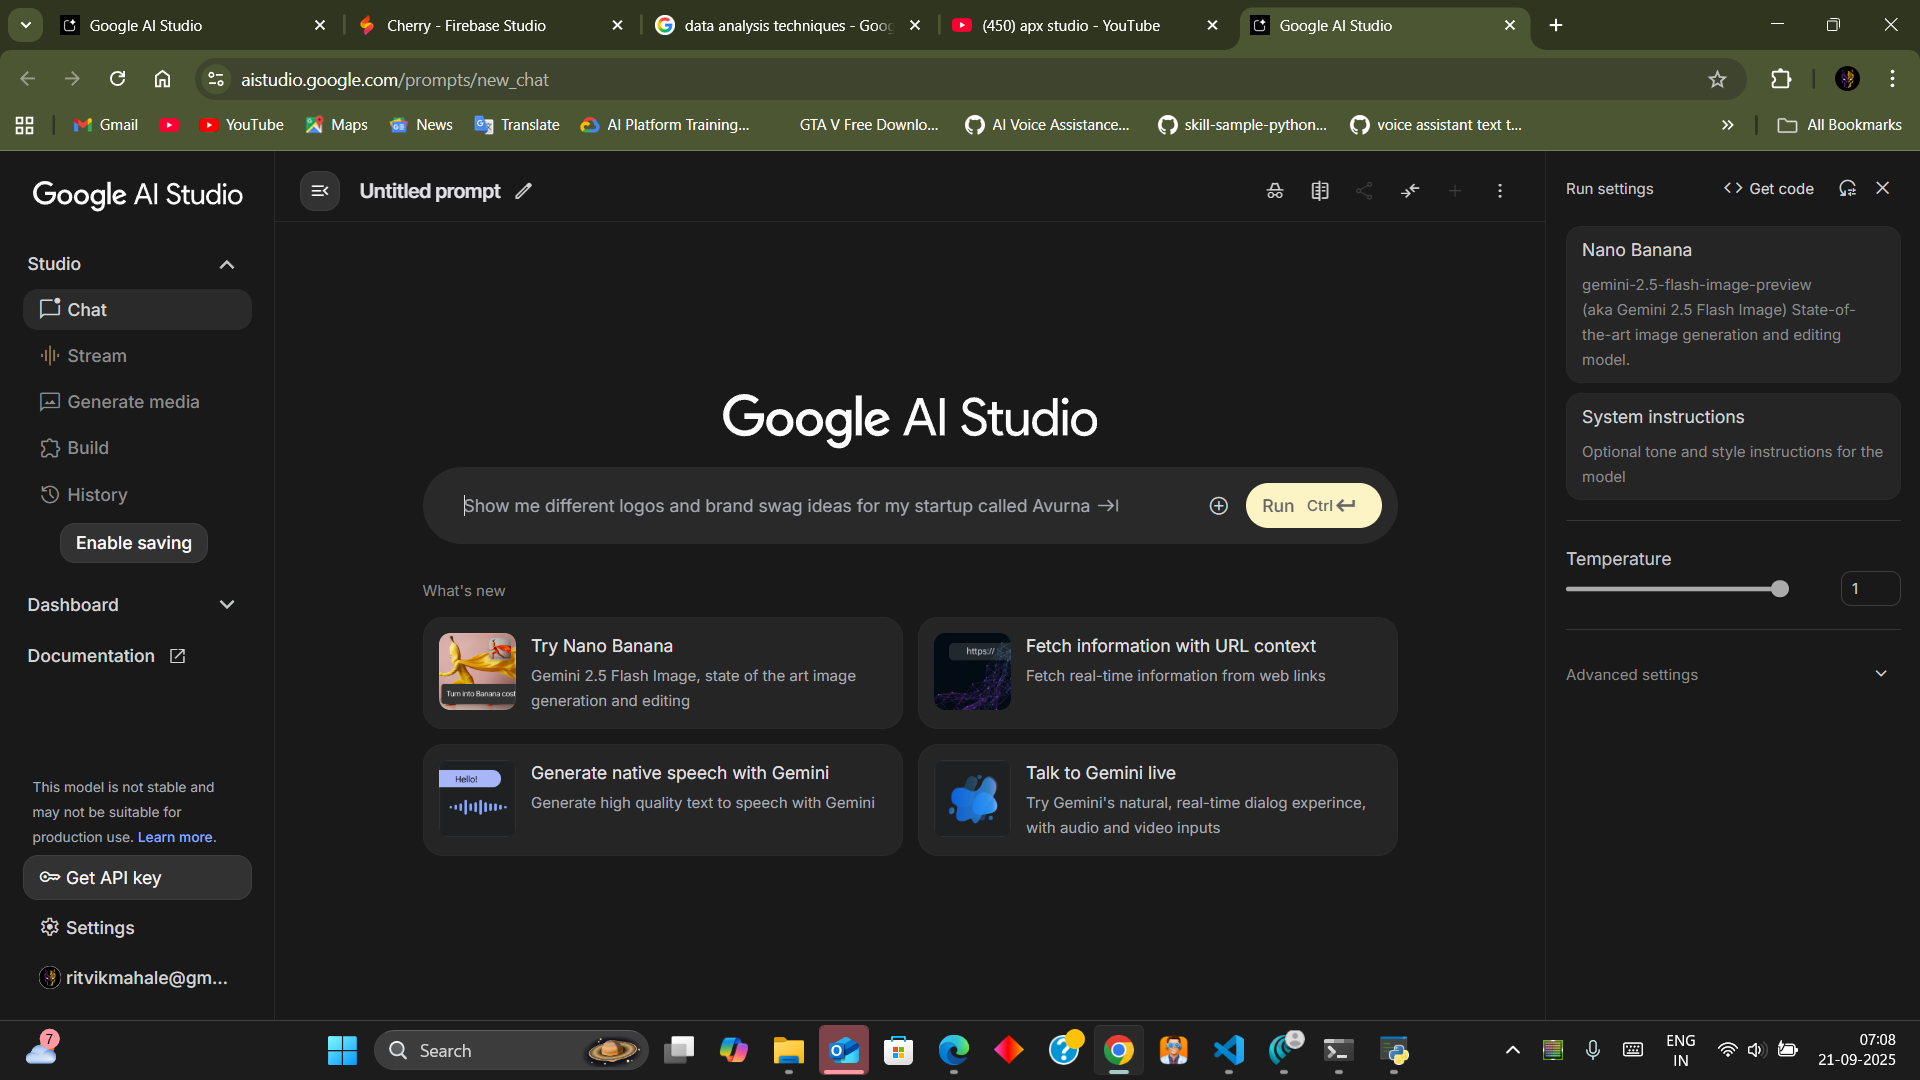 Google AI Studio
Cherry - Firebase Studio
data analysis techniques - Goog
(450) apx studio - YouTube
Google AI Studio
aistudio.google.com/prompts/new_chat
Gmail
YouTube
Maps
News
Translate
AI Platform Training...
GTA V Free Downlo...
AI Voice Assistance...
skill-sample-python...
voice assistant text t...
All Bookmarks
Google AI Studio
Studio
Chat
Stream
Generate media
Build
History
Enable saving
Dashboard
Documentation
This model is not stable and
may not be suitable for
production use. Learn more.
Get API key
Settings
ritvikmahale@gm...
Untitled prompt
Google AI Studio
Show me different logos and brand swag ideas for my startup called Avurna
Run Ctrl
What's new
Turn into Banana cost
Try Nano Banana
Gemini 2.5 Flash Image, state of the art image
generation and editing
https://
Fetch information with URL context
Fetch real-time information from web links
Hello!
Generate native speech with Gemini
Generate high quality text to speech with Gemini
Talk to Gemini live
Try Gemini's natural, real-time dialog experince,
with audio and video inputs
Run settings
<> Get code
Nano Banana
gemini-2.5-flash-image-preview
(aka Gemini 2.5 Flash Image) State-of-
the-art image generation and editing
model.
System instructions
Optional tone and style instructions for the
model
Temperature
1
Advanced settings
7
Search
ENG
IN
07:08
21-09-2025